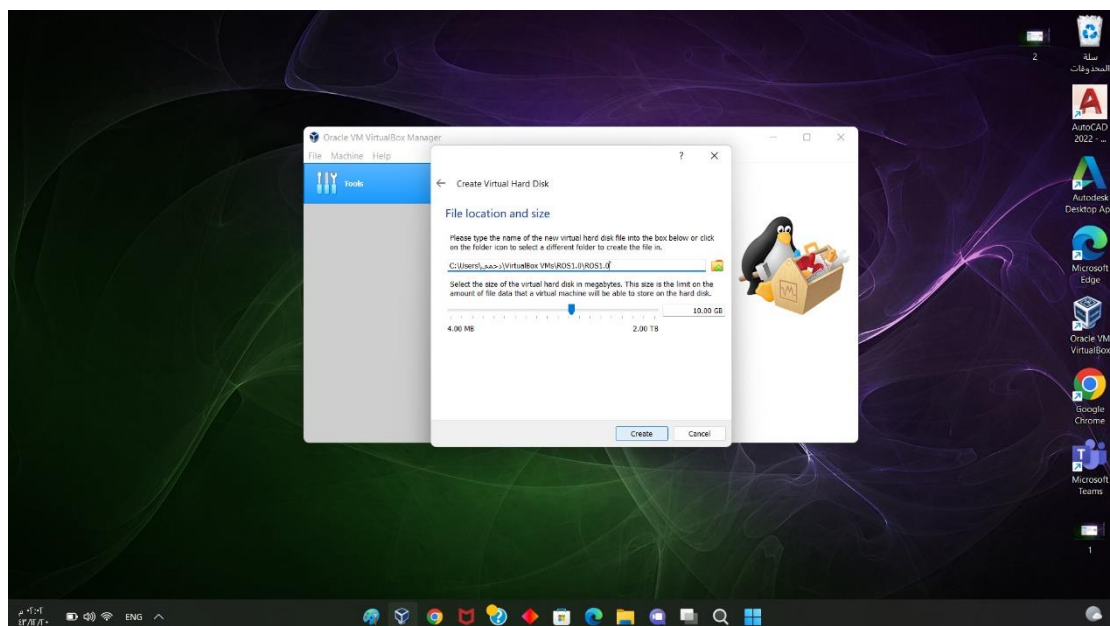 2
سلة
المحذوفات
AutoCAD
2022 - ...
Autodesk
Desktop Ap
Microsoft
Edge
Oracle VM
VirtualBox
Google
Chrome
Microsoft
Teams
1
Oracle VM VirtualBox Manager
File Machine Help
Tools
? X
← Create Virtual Hard Disk
File location and size
Please type the name of the new virtual hard disk file into the box below or click
on the folder icon to select a different folder to create the file in.
C:\Users\دحمي\VirtualBox VMs\ROS1.0\ROS1.0
Select the size of the virtual hard disk in megabytes. This size is the limit on the
amount of file data that a virtual machine will be able to store on the hard disk.
10.00 GB
4.00 MB 2.00 TB
Create Cancel
ENG